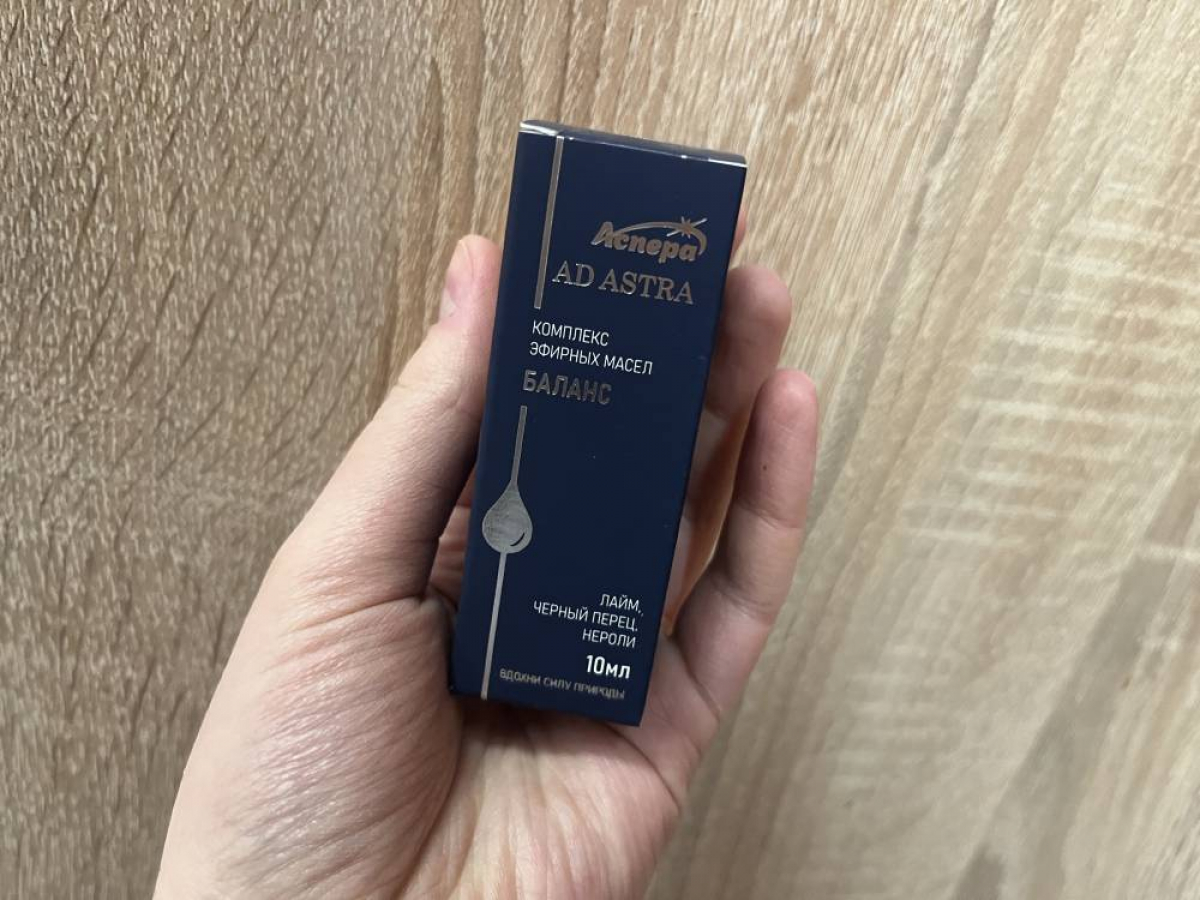 Аспера
AD ASTRA
КОМПЛЕКС
ЭФИРНЫХ МАСЕЛ
БАЛАНС
ЛАЙМ,
ЧЕРНЫЙ ПЕРЕЦ,
НЕРОЛИ
10мл
ВДОХНИ СИЛУ ПРИРОДЫ